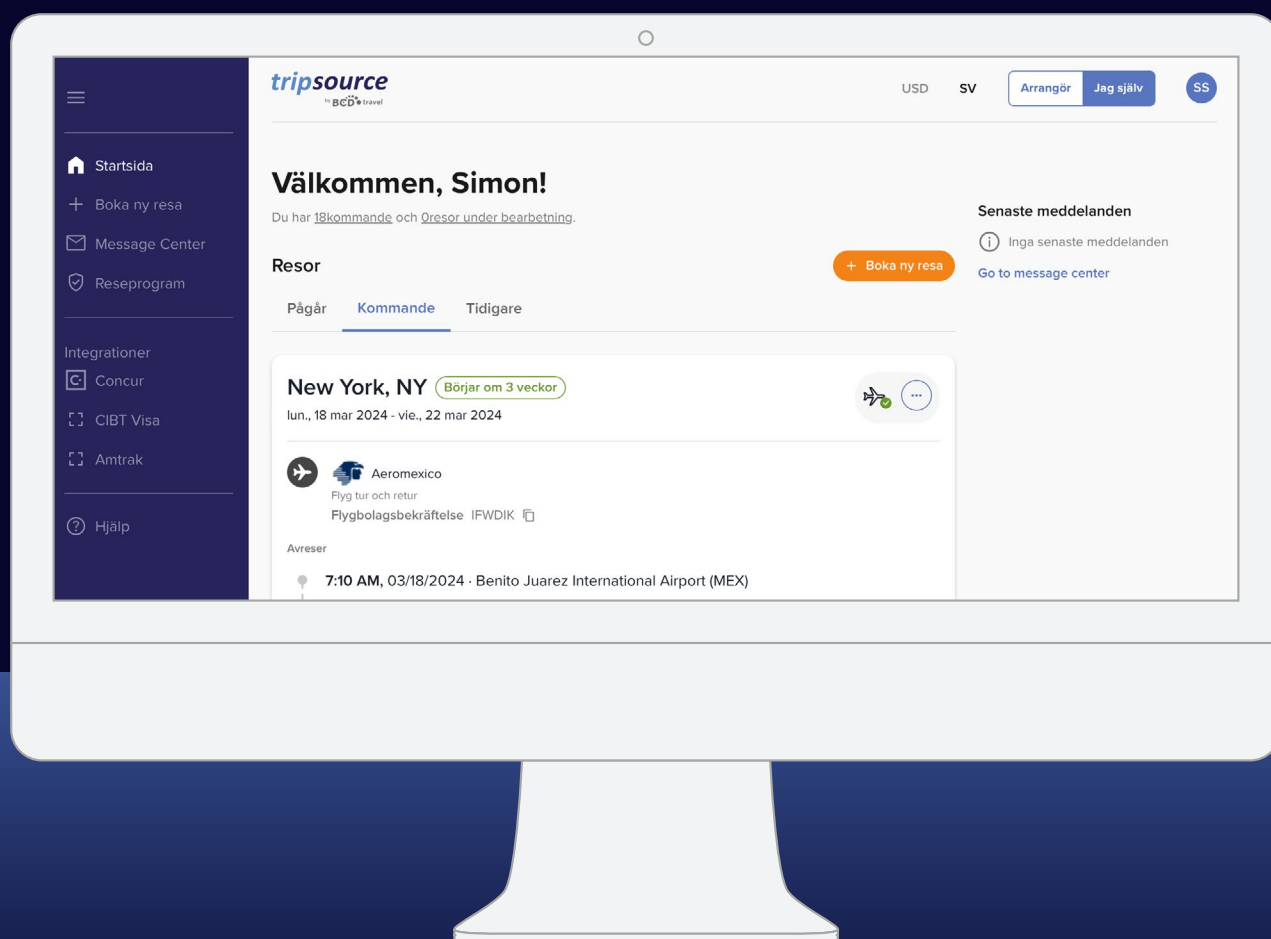 tripsource
by BCD travel
USD SV Arrangör Jag själv SS
Startsida
Boka ny resa
Message Center
Reseprogram
Integrationer
Concur
CIBT Visa
Amtrak
Hjälp
Välkommen, Simon!
Du har 18kommande och 0resor under bearbetning.
Resor
+ Boka ny resa
Pågår Kommande Tidigare
New York, NY Börjar om 3 veckor
lun., 18 mar 2024 - vie., 22 mar 2024
Aeromexico
Flyg tur och retur
Flygbolagsbekräftelse IFWDIK
Avreser
7:10 AM, 03/18/2024 · Benito Juarez International Airport (MEX)
Senaste meddelanden
Inga senaste meddelanden
Go to message center